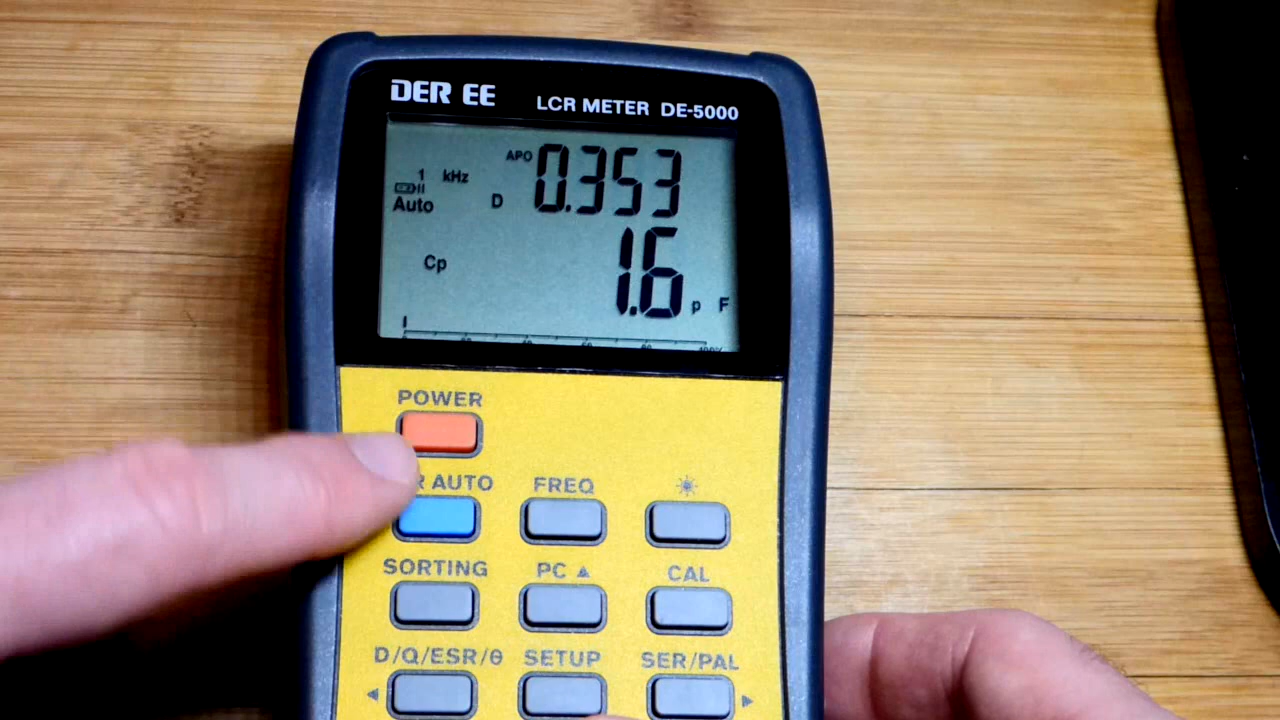 DER EE LCR METER DE-5000
APO 0.353
1 kHz
Auto D
Cp 1.6 p F
POWER
R AUTO FREQ
SORTING PC ▲ CAL
D/Q/ESR/θ SETUP SER/PAL